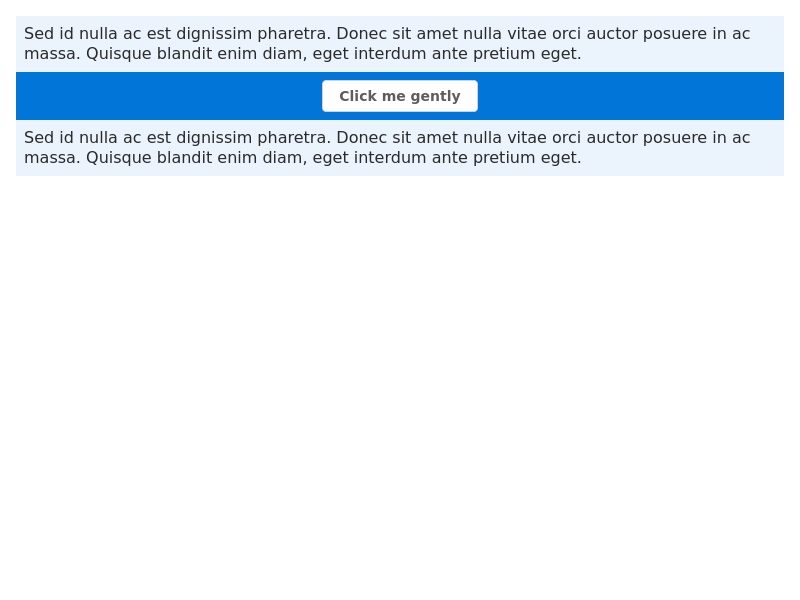 Sed id nulla ac est dignissim pharetra. Donec sit amet nulla vitae orci auctor posuere in ac
massa. Quisque blandit enim diam, eget interdum ante pretium eget.
Click me gently
Sed id nulla ac est dignissim pharetra. Donec sit amet nulla vitae orci auctor posuere in ac
massa. Quisque blandit enim diam, eget interdum ante pretium eget.